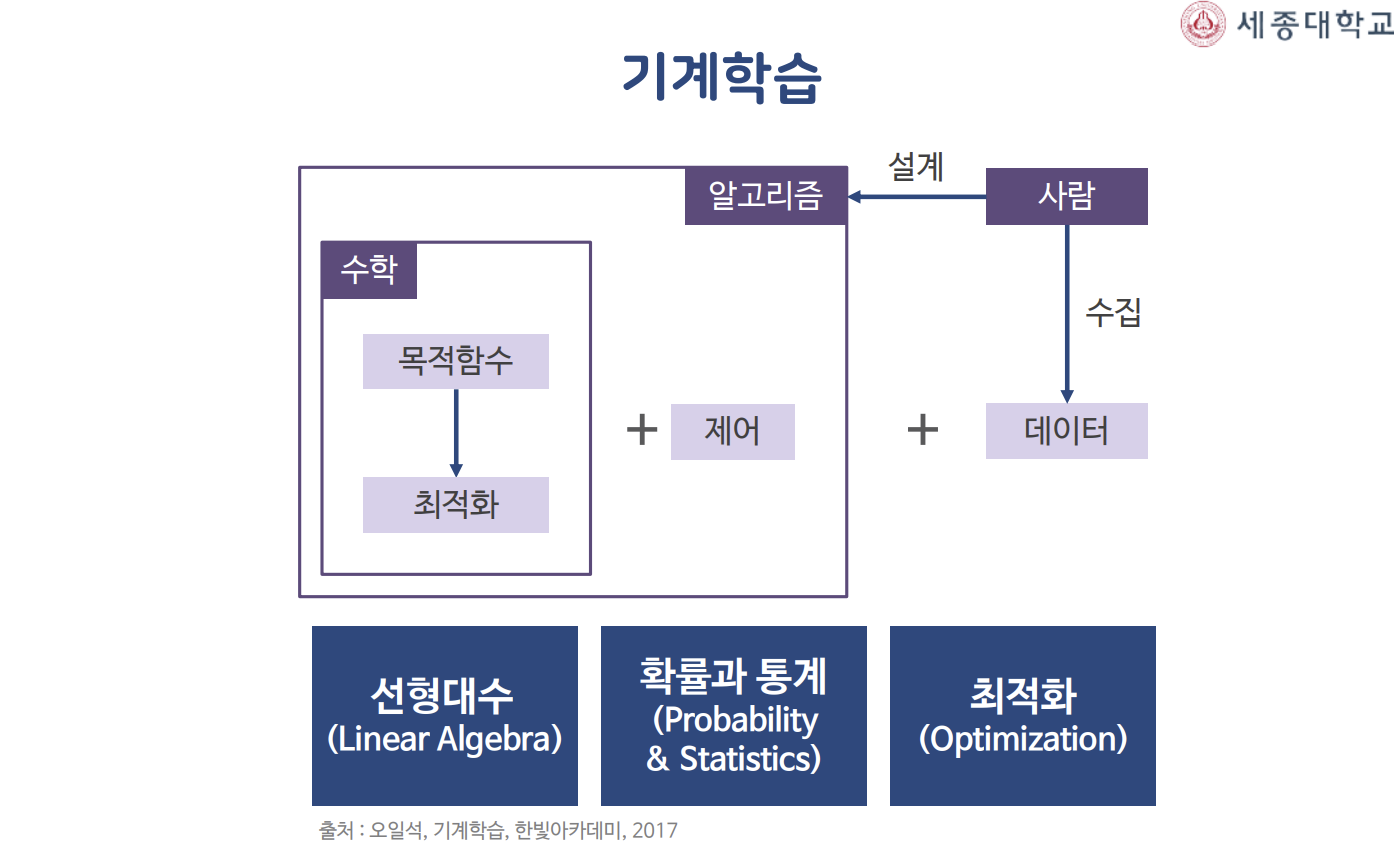 세종대학교
기계학습
설계
알고리즘
사람
수학
수집
목적함수
+
제어
+
데이터
최적화
선형대수
(Linear Algebra)
확률과 통계
(Probability
& Statistics)
최적화
(Optimization)
출처 : 오일석, 기계학습, 한빛아카데미, 2017